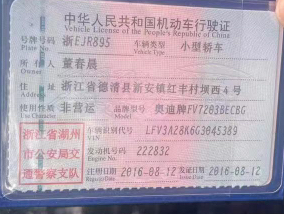 中华人民共和国机动车行驶证
Vehicle License of the People's Republic of China
号牌号码 浙EJR895 车辆类型 小型轿车
Plate No. Vehicle Type
所有人 董春晨
Owner
住址 浙江省德清县新安镇红丰村坝西4号
Address
使用性质 非营运 品牌型号 奥迪牌FV7203BECBG
Use Character Model
浙江省湖州市公安局交通警察支队
车辆识别代号 LFV3A28K6G3045389
VIN
发动机号码 222832
Engine No.
注册日期 2016-08-12 发证日期 2016-08-12
Register Date Issue Date